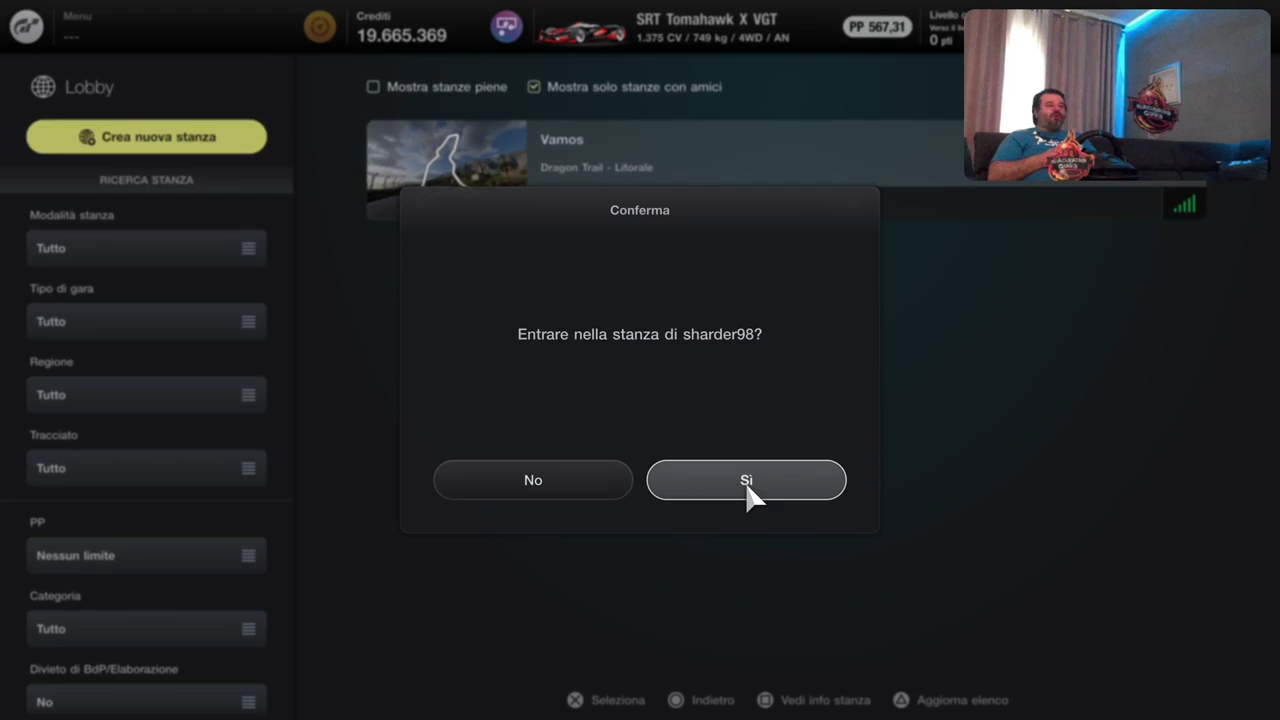 Menu
---
Crediti
19.665.369
SRT Tomahawk X VGT
1.375 CV / 749 kg / 4WD / AN
PP 567,31
0 pti
Lobby
Crea nuova stanza
RICERCA STANZA
Modalità stanza
Tutto
Tipo di gara
Tutto
Regione
Tutto
Tracciato
Tutto
PP
Nessun limite
Categoria
Tutto
Divieto di BdP/Elaborazione
No
Mostra stanze piene
Mostra solo stanze con amici
Vamos
Dragon Trail - Litorale
Conferma
Entrare nella stanza di sharder98?
No
Sì
Seleziona
Indietro
Vedi info stanza
Aggiorna elenco